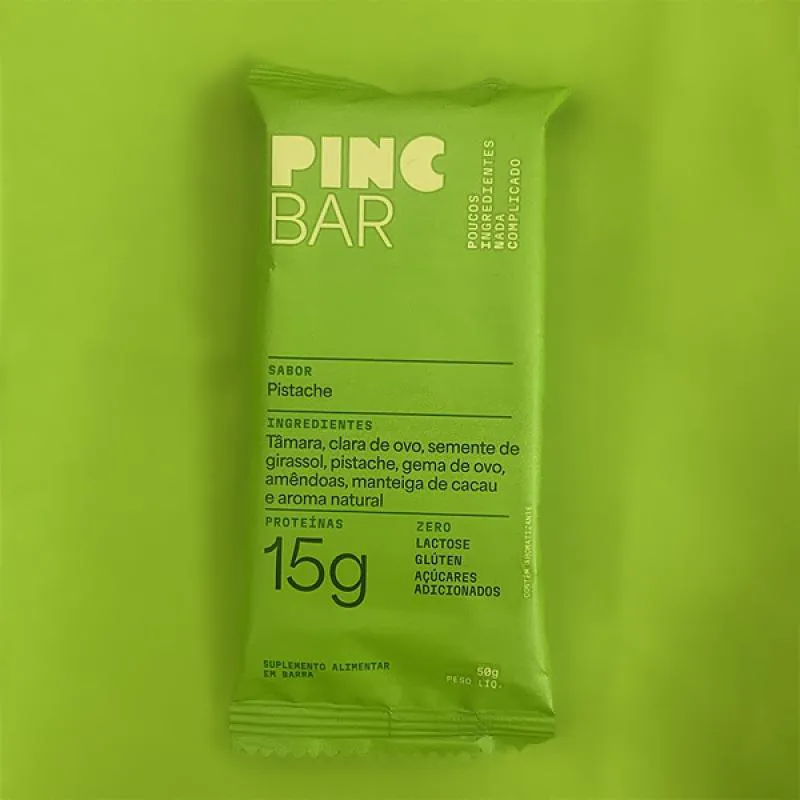 PINC
BAR
POUCOS
INGREDIENTES
NADA
COMPLICADO
SABOR
Pistache
INGREDIENTES
Tâmara, clara de ovo, semente de
girassol, pistache, gema de ovo,
amêndoas, manteiga de cacau
e aroma natural
PROTEÍNAS
15g
ZERO
LACTOSE
GLÚTEN
AÇÚCARES
ADICIONADOS
CONTÉM AROMATIZANTE
SUPLEMENTO ALIMENTAR
EM BARRA
50g
PESO LÍQ.